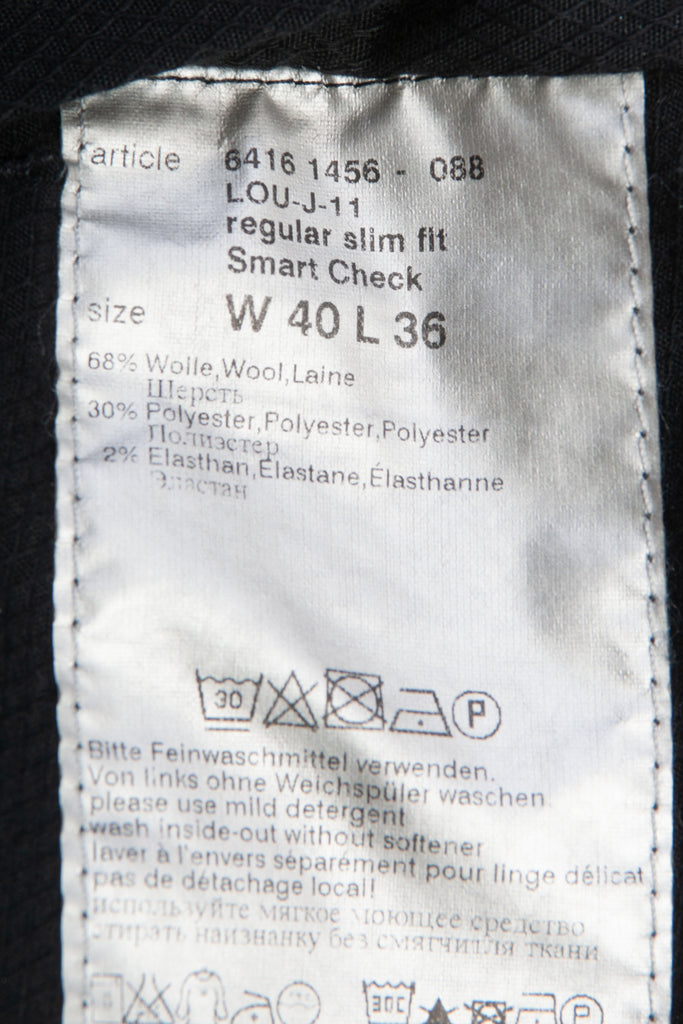 article 6416 1456 - 088
LOU-J-11
regular slim fit
Smart Check
size W 40 L 36
68% Wolle,Wool,Laine
Шерсть
30% Polyester,Polyester,Polyester
Полиэстер
2% Elasthan,Elastane,Élasthanne
Эластан
30 P
Bitte Feinwaschmittel verwenden.
Von links ohne Weichspüler waschen
please use mild detergent
wash inside-out without softener
laver à l'envers séparément pour linge délicat
pas de détachage local!
используйте мягкое моющее средство
стирать наизнанку без смягчитля ткани
30C P